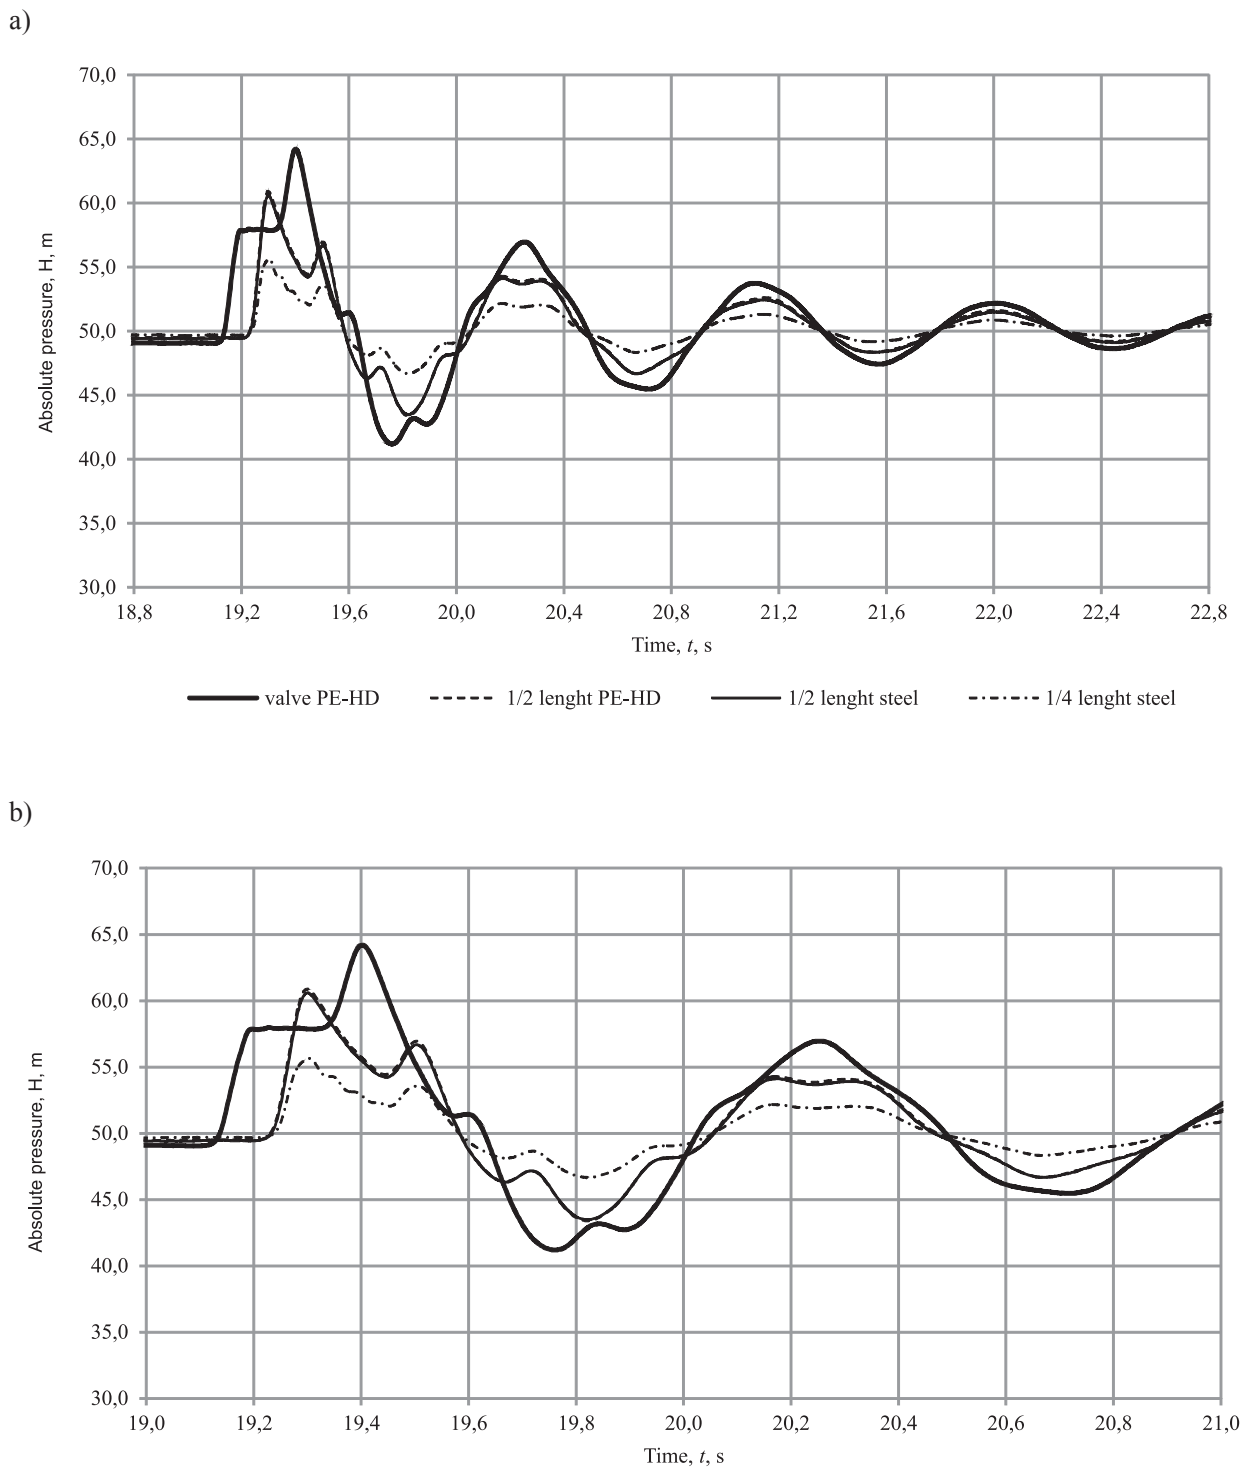 a)
70,0
65,0
60,0
55,0
50,0
45,0
40,0
35,0
30,0
Absolute pressure, H, m
18,8 19,2 19,6 20,0 20,4 20,8 21,2 21,6 22,0 22,4 22,8
Time, t, s
valve PE-HD 1/2 lenght PE-HD 1/2 lenght steel 1/4 lenght steel
b)
70,0
65,0
60,0
55,0
50,0
45,0
40,0
35,0
30,0
Absolute pressure, H, m
19,0 19,2 19,4 19,6 19,8 20,0 20,2 20,4 20,6 20,8 21,0
Time, t, s